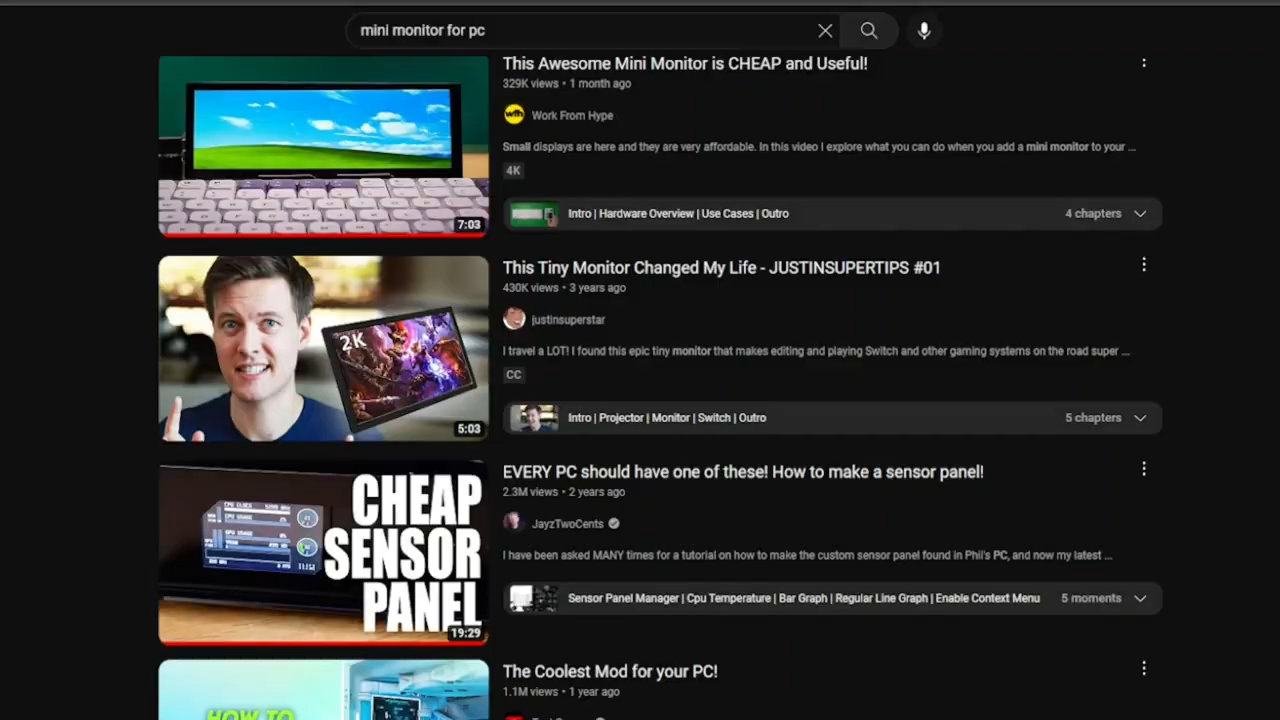 mini monitor for pc
This Awesome Mini Monitor is CHEAP and Useful!
329K views • 1 month ago
wfh
Work From Hype
Small displays are here and they are very affordable. In this video I explore what you can do when you add a mini monitor to your ...
4K
7:03
Intro | Hardware Overview | Use Cases | Outro
4 chapters
This Tiny Monitor Changed My Life - JUSTINSUPERTIPS #01
430K views • 3 years ago
justinsuperstar
2K
I travel a LOT! I found this epic tiny monitor that makes editing and playing Switch and other gaming systems on the road super ...
CC
5:03
Intro | Projector | Monitor | Switch | Outro
5 chapters
EVERY PC should have one of these! How to make a sensor panel!
2.3M views • 2 years ago
CHEAP
SENSOR
PANEL
CPU CLOCK
CPU USAGE
GPU USAGE
JayzTwoCents
I have been asked MANY times for a tutorial on how to make the custom sensor panel found in Phil's PC, and now my latest ...
19:29
Sensor Panel Manager | Cpu Temperature | Bar Graph | Regular Line Graph | Enable Context Menu
5 moments
The Coolest Mod for your PC!
1.1M views • 1 year ago
HOW TO